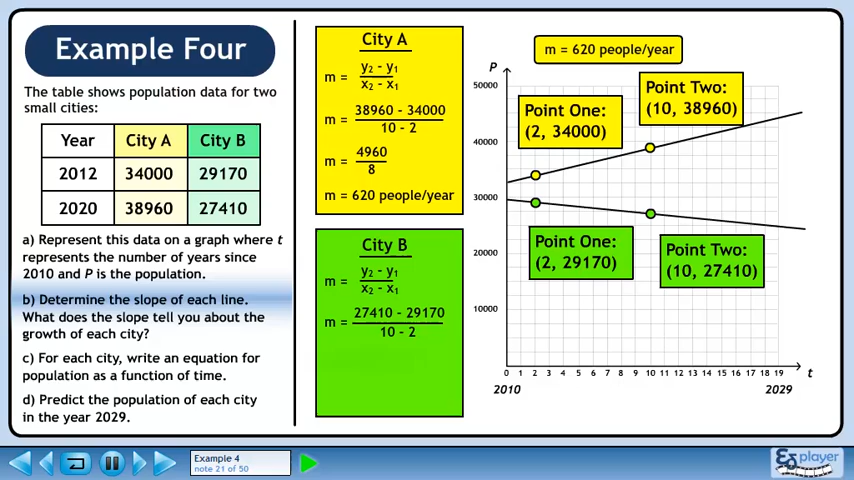 Example Four
The table shows population data for two
small cities:
Year City A City B
2012 34000 29170
2020 38960 27410
a) Represent this data on a graph where t
represents the number of years since
2010 and P is the population.
b) Determine the slope of each line.
What does the slope tell you about the
growth of each city?
c) For each city, write an equation for
population as a function of time.
d) Predict the population of each city
in the year 2029.
City A
m = y₂ - y₁
x₂ - x₁
m = 38960 - 34000
10 - 2
m = 4960
8
m = 620 people/year
City B
m = y₂ - y₁
x₂ - x₁
m = 27410 - 29170
10 - 2
m = 620 people/year
P
50000
40000
30000
20000
10000
Point One:
(2, 34000)
Point Two:
(10, 38960)
Point One:
(2, 29170)
Point Two:
(10, 27410)
0 1 2 3 4 5 6 7 8 9 10 11 12 13 14 15 16 17 18 19 t
2010 2029
Example 4
note 21 of 50
player